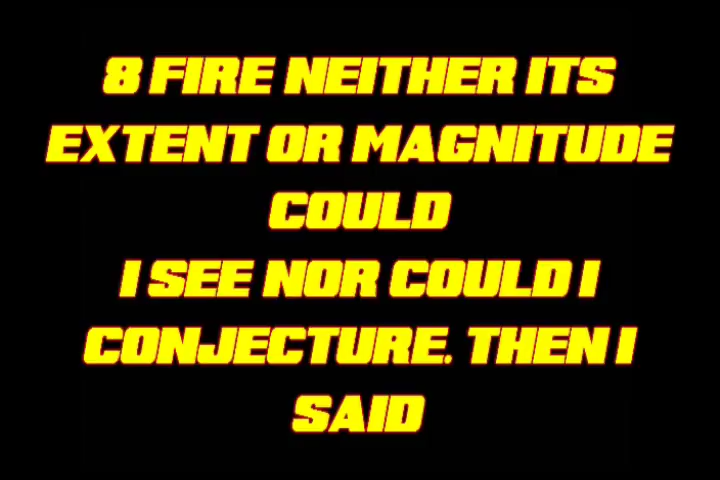 8 FIRE NEITHER ITS
EXTENT OR MAGNITUDE
COULD
I SEE NOR COULD I
CONJECTURE. THEN I
SAID